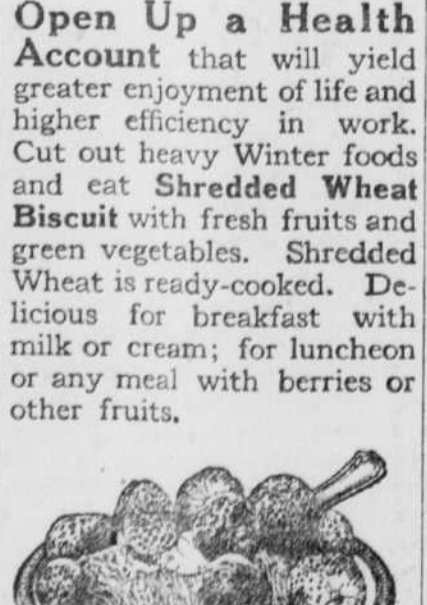 Open Up a Health
Account that will yield
greater enjoyment of life and
higher efficiency in work.
Cut out heavy Winter foods
and eat Shredded Wheat
Biscuit with fresh fruits and
green vegetables. Shredded
Wheat is ready-cooked. De-
licious for breakfast with
milk or cream; for luncheon
or any meal with berries or
other fruits.